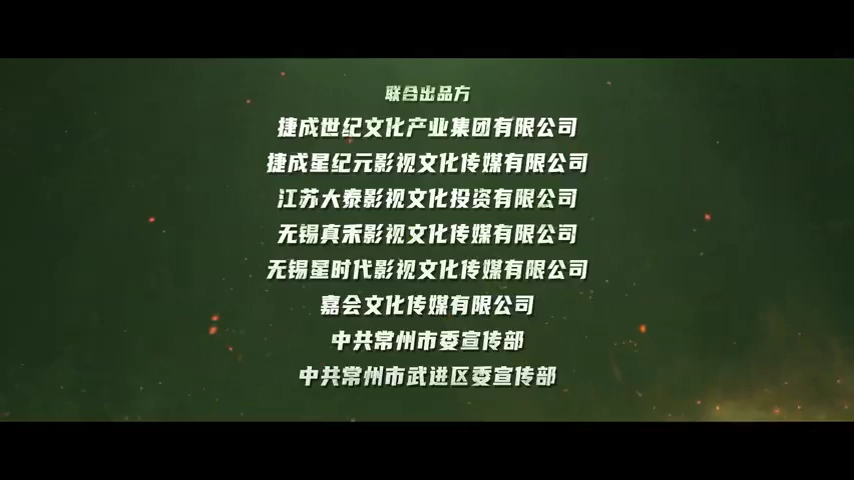 联合出品方
捷成世纪文化产业集团有限公司
捷成星纪元影视文化传媒有限公司
江苏大泰影视文化投资有限公司
无锡真禾影视文化传媒有限公司
无锡星时代影视文化传媒有限公司
嘉会文化传媒有限公司
中共常州市委宣传部
中共常州市武进区委宣传部